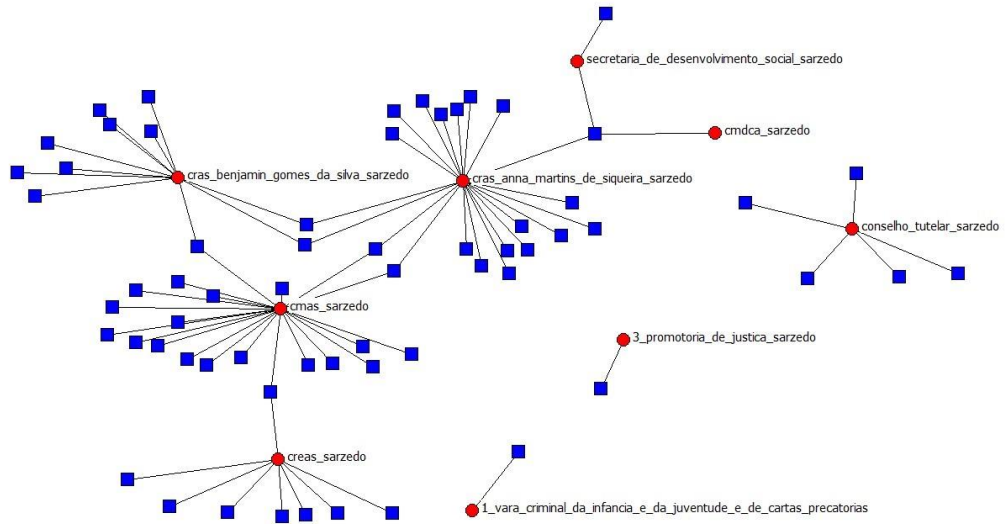 secretaria_de_desenvolvimento_social_sarzedo
cmdca_sarzedo
cras_benjamin_gomes_da_silva_sarzedo
cras_anna_martins_de_siqueira_sarzedo
conselho_tutelar_sarzedo
cmas_sarzedo
3_promotoria_de_justica_sarzedo
creas_sarzedo
1_vara_criminal_da_infancia_e_da_juventude_e_de_cartas_precatorias